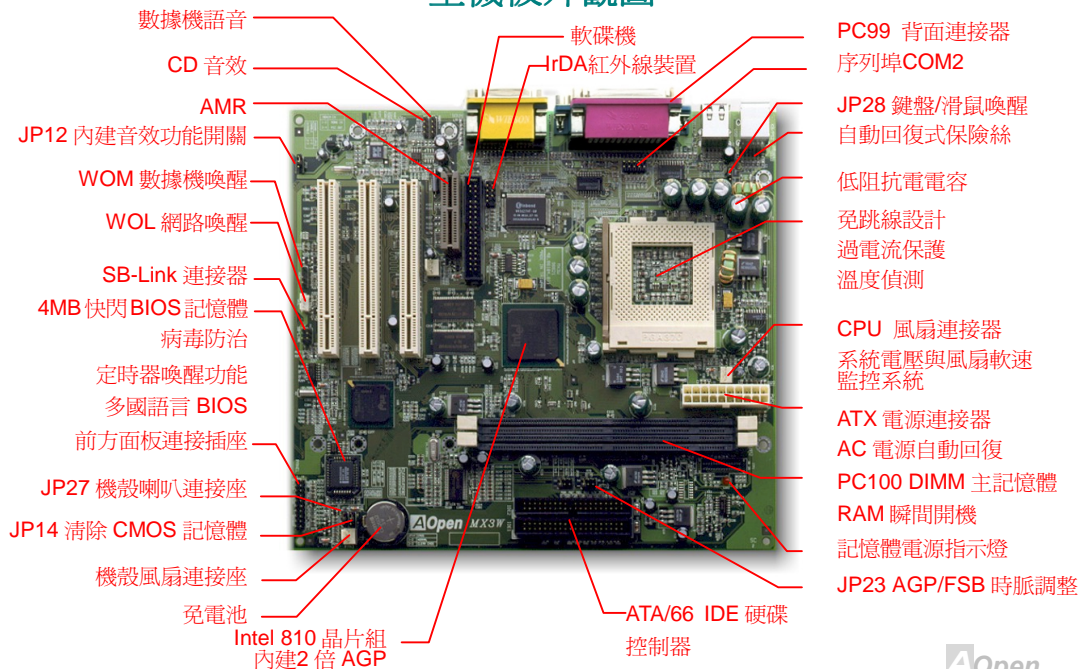 主機板外觀圖
數據機語音
CD 音效
AMR
JP12 內建音效功能開關
WOM 數據機喚醒
WOL 網路喚醒
SB-Link 連接器
4MB 快閃BIOS記憶體
病毒防治
定時器喚醒功能
多國語言 BIOS
前方面板連接插座
JP27 機殼喇叭連接座
JP14 清除 CMOS 記憶體
機殼風扇連接座
免電池
Intel 810 晶片組
內建2 倍 AGP
軟碟機
IrDA紅外線裝置
PC99 背面連接器
序列埠COM2
JP28 鍵盤/滑鼠喚醒
自動回復式保險絲
低阻抗電電容
免跳線設計
過電流保護
溫度偵測
CPU 風扇連接器
系統電壓與風扇軟速
監控系統
ATX 電源連接器
AC 電源自動回復
PC100 DIMM 主記憶體
RAM 瞬間開機
記憶體電源指示燈
JP23 AGP/FSB 時脈調整
ATA/66 IDE 硬碟
控制器
AOpen MX3W
AOpen